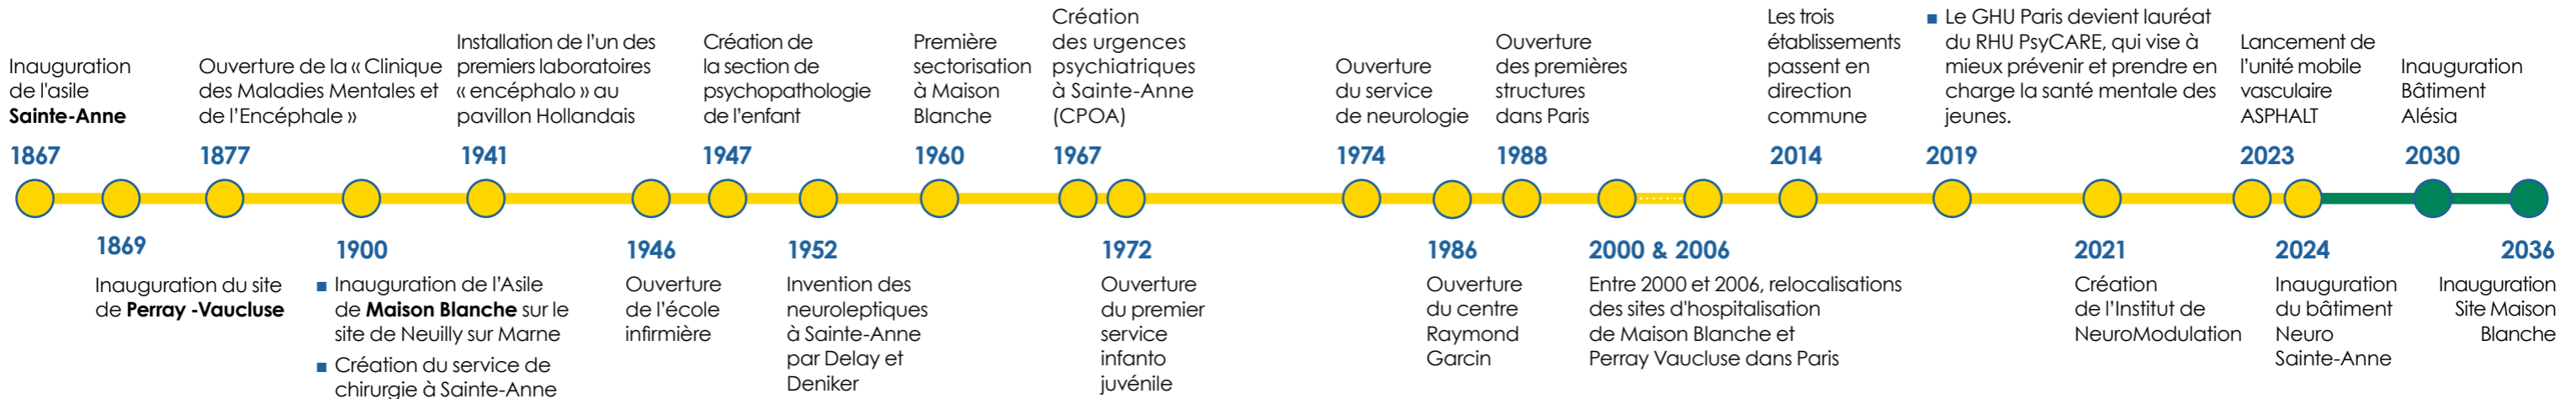 Inauguration
de l'asile
Sainte-Anne
1867
1869
Inauguration du site
de Perray -Vaucluse
Ouverture de la « Clinique
des Maladies Mentales et
de l'Encéphale »
1877
1900
■ Inauguration de l'Asile
de Maison Blanche sur le
site de Neuilly sur Marne
■ Création du service de
chirurgie à Sainte-Anne
Installation de l'un des
premiers laboratoires
« encéphalo » au
pavillon Hollandais
1941
1946
Ouverture
de l'école
infirmière
Création de
la section de
psychopathologie
de l'enfant
1947
1952
Invention des
neuroleptiques
à Sainte-Anne
par Delay et
Deniker
Première
sectorisation
à Maison
Blanche
1960
Création
des urgences
psychiatriques
à Sainte-Anne
(CPOA)
1967
1972
Ouverture
du premier
service
infanto
juvénile
Ouverture
du service
de neurologie
1974
1986
Ouverture
du centre
Raymond
Garcin
Ouverture
des premières
structures
dans Paris
1988
2000 & 2006
Entre 2000 et 2006, relocalisations
des sites d'hospitalisation
de Maison Blanche et
Perray Vaucluse dans Paris
Les trois
établissements
passent en
direction
commune
2014
■ Le GHU Paris devient lauréat
du RHU PsyCARE, qui vise à
mieux prévenir et prendre en
charge la santé mentale des
jeunes.
2019
2021
Création
de l'Institut de
NeuroModulation
Lancement de
l'unité mobile
vasculaire
ASPHALT
2023
2024
Inauguration
du bâtiment
Neuro
Sainte-Anne
Inauguration
Bâtiment
Alésia
2030
2036
Inauguration
Site Maison
Blanche